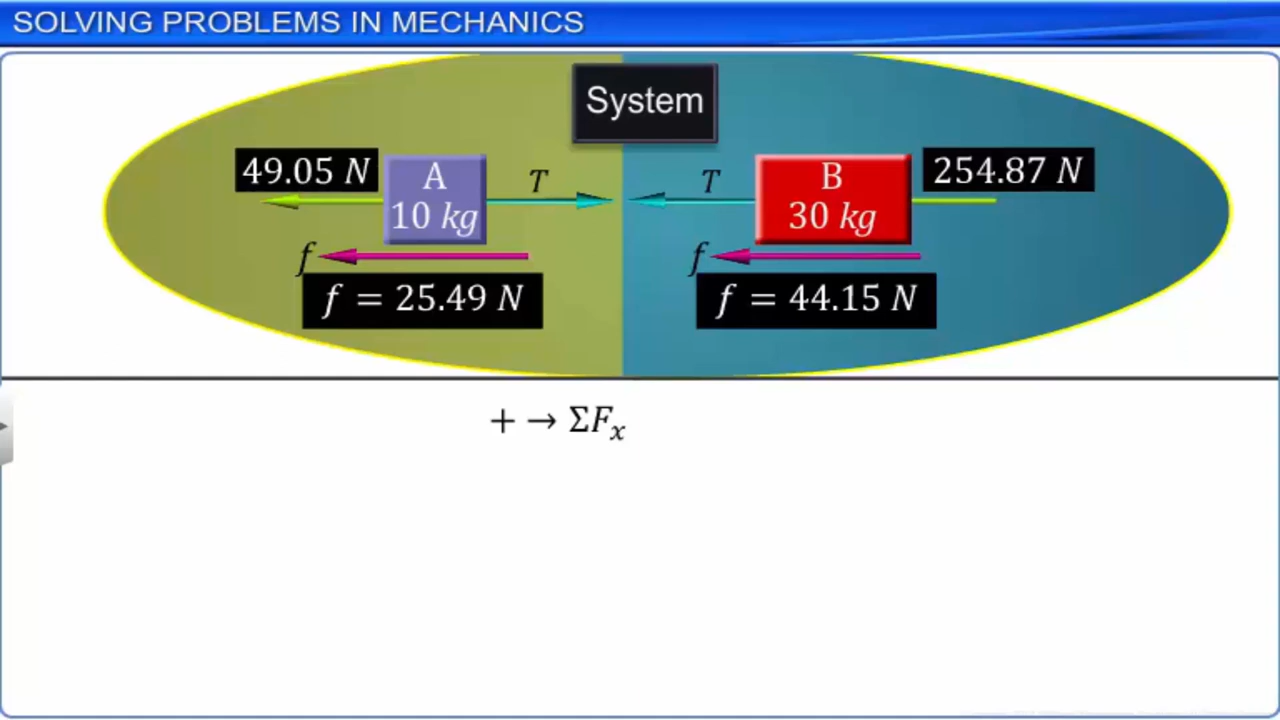 SOLVING PROBLEMS IN MECHANICS
System
49.05 N
A
10 kg
T
T
B
30 kg
254.87 N
f
f = 25.49 N
f
f = 44.15 N
+ → ΣFₓ